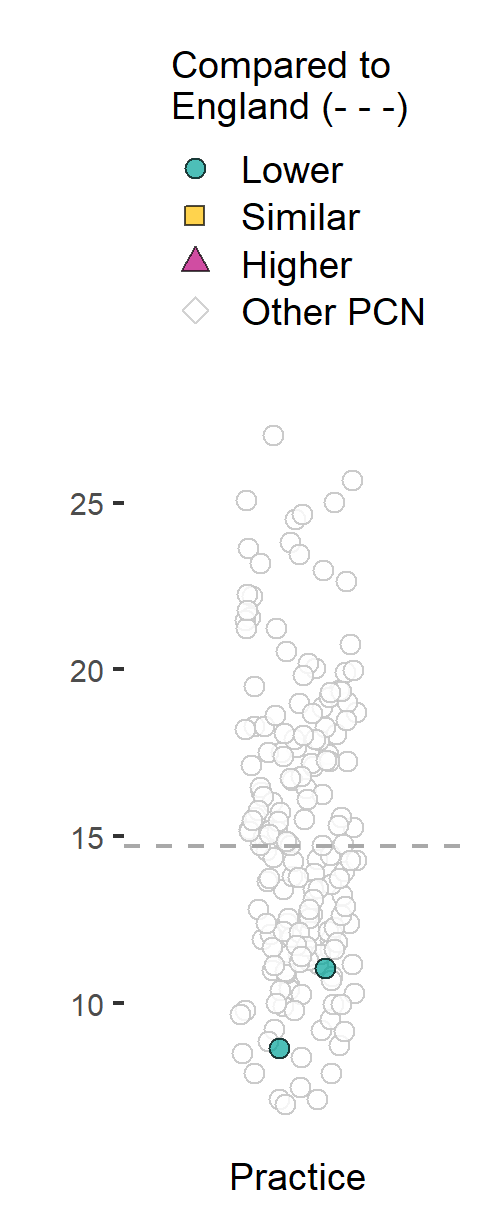 Compared to
England (- - -)
Lower
Similar
Higher
Other PCN
25
20
15
10
Practice